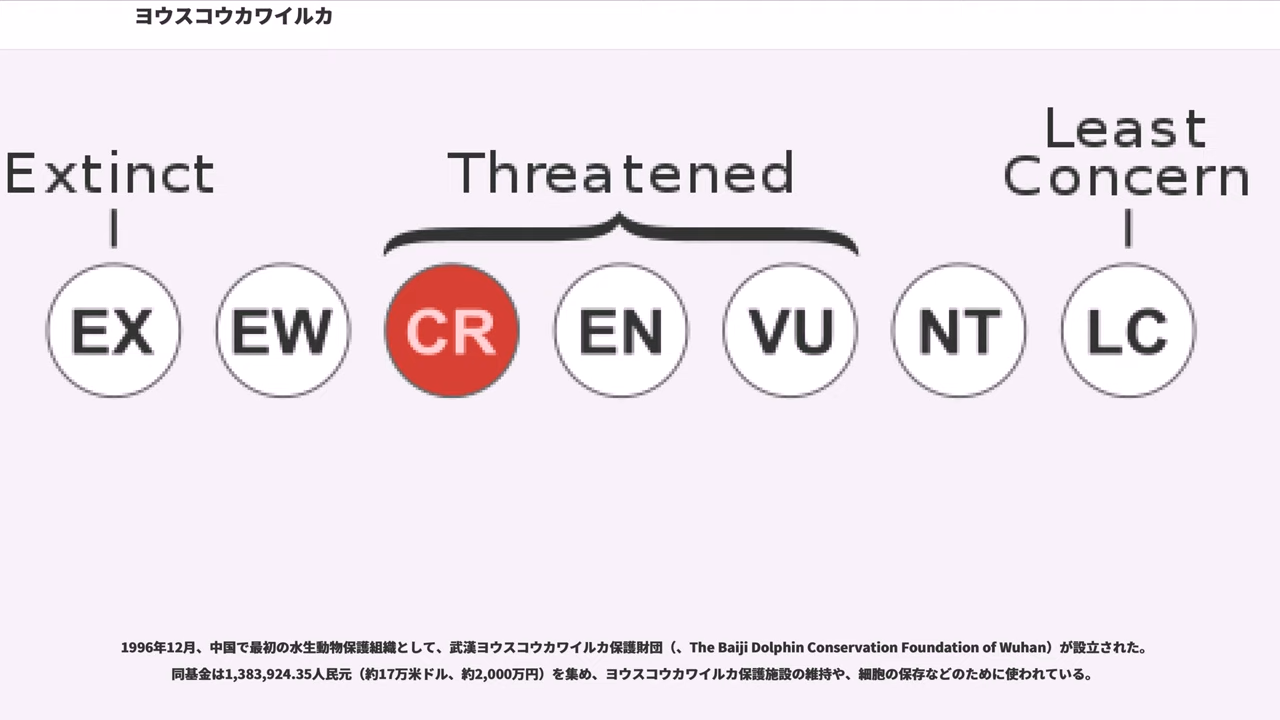 ヨウスコウカワイルカ
Least
Concern
Extinct
Threatened
EX EW CR EN VU NT LC
1996年12月、中国で最初の水生動物保護組織として、武漢ヨウスコウカワイルカ保護財団（、The Baiji Dolphin Conservation Foundation of Wuhan）が設立された。
同基金は1,383,924.35人民元（約17万米ドル、約2,000万円）を集め、ヨウスコウカワイルカ保護施設の維持や、細胞の保存などのために使われている。